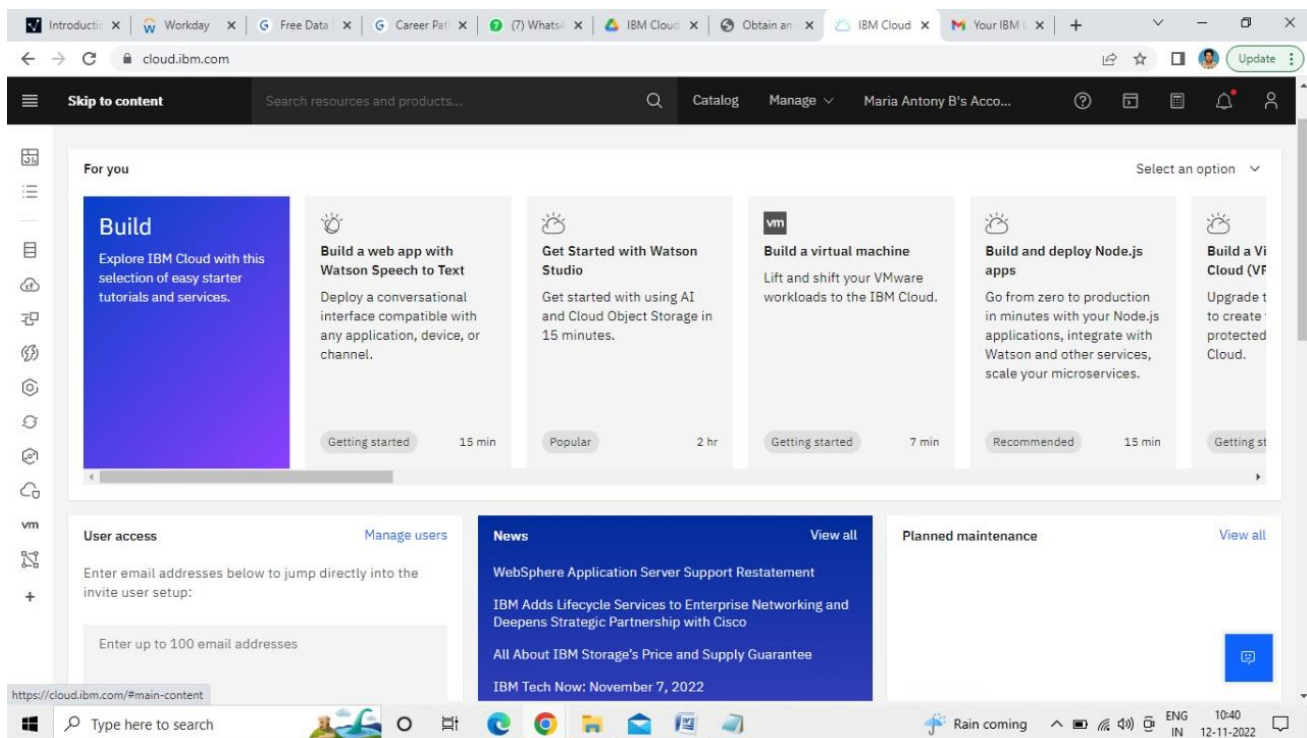 Introductio
Workday
Free Data S
Career Pat
(7) WhatsA
IBM Cloud
Obtain an
IBM Cloud
Your IBM C
cloud.ibm.com
Update
Skip to content
Search resources and products...
Catalog
Manage
Maria Antony B's Acco...
For you
Select an option
Build
Explore IBM Cloud with this
selection of easy starter
tutorials and services.
Build a web app with
Watson Speech to Text
Deploy a conversational
interface compatible with
any application, device, or
channel.
Getting started 15 min
Get Started with Watson
Studio
Get started with using AI
and Cloud Object Storage in
15 minutes.
Popular 2 hr
vm
Build a virtual machine
Lift and shift your VMware
workloads to the IBM Cloud.
Getting started 7 min
Build and deploy Node.js
apps
Go from zero to production
in minutes with your Node.js
applications, integrate with
Watson and other services,
scale your microservices.
Recommended 15 min
Build a Vi
Cloud (VP
Upgrade t
to create
protected
Cloud.
Getting st
vm
User access Manage users
Enter email addresses below to jump directly into the
invite user setup:
Enter up to 100 email addresses
News View all
WebSphere Application Server Support Restatement
IBM Adds Lifecycle Services to Enterprise Networking and
Deepens Strategic Partnership with Cisco
All About IBM Storage's Price and Supply Guarantee
IBM Tech Now: November 7, 2022
Planned maintenance View all
https://cloud.ibm.com/#main-content
Type here to search
Rain coming
ENG
IN
10:40
12-11-2022